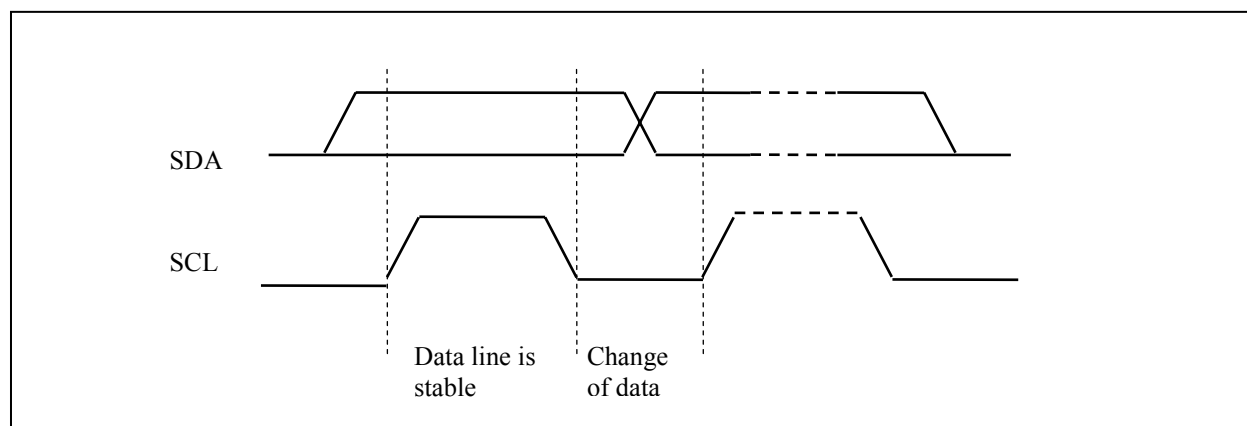 SDA
SCL
Data line is
stable
Change
of data